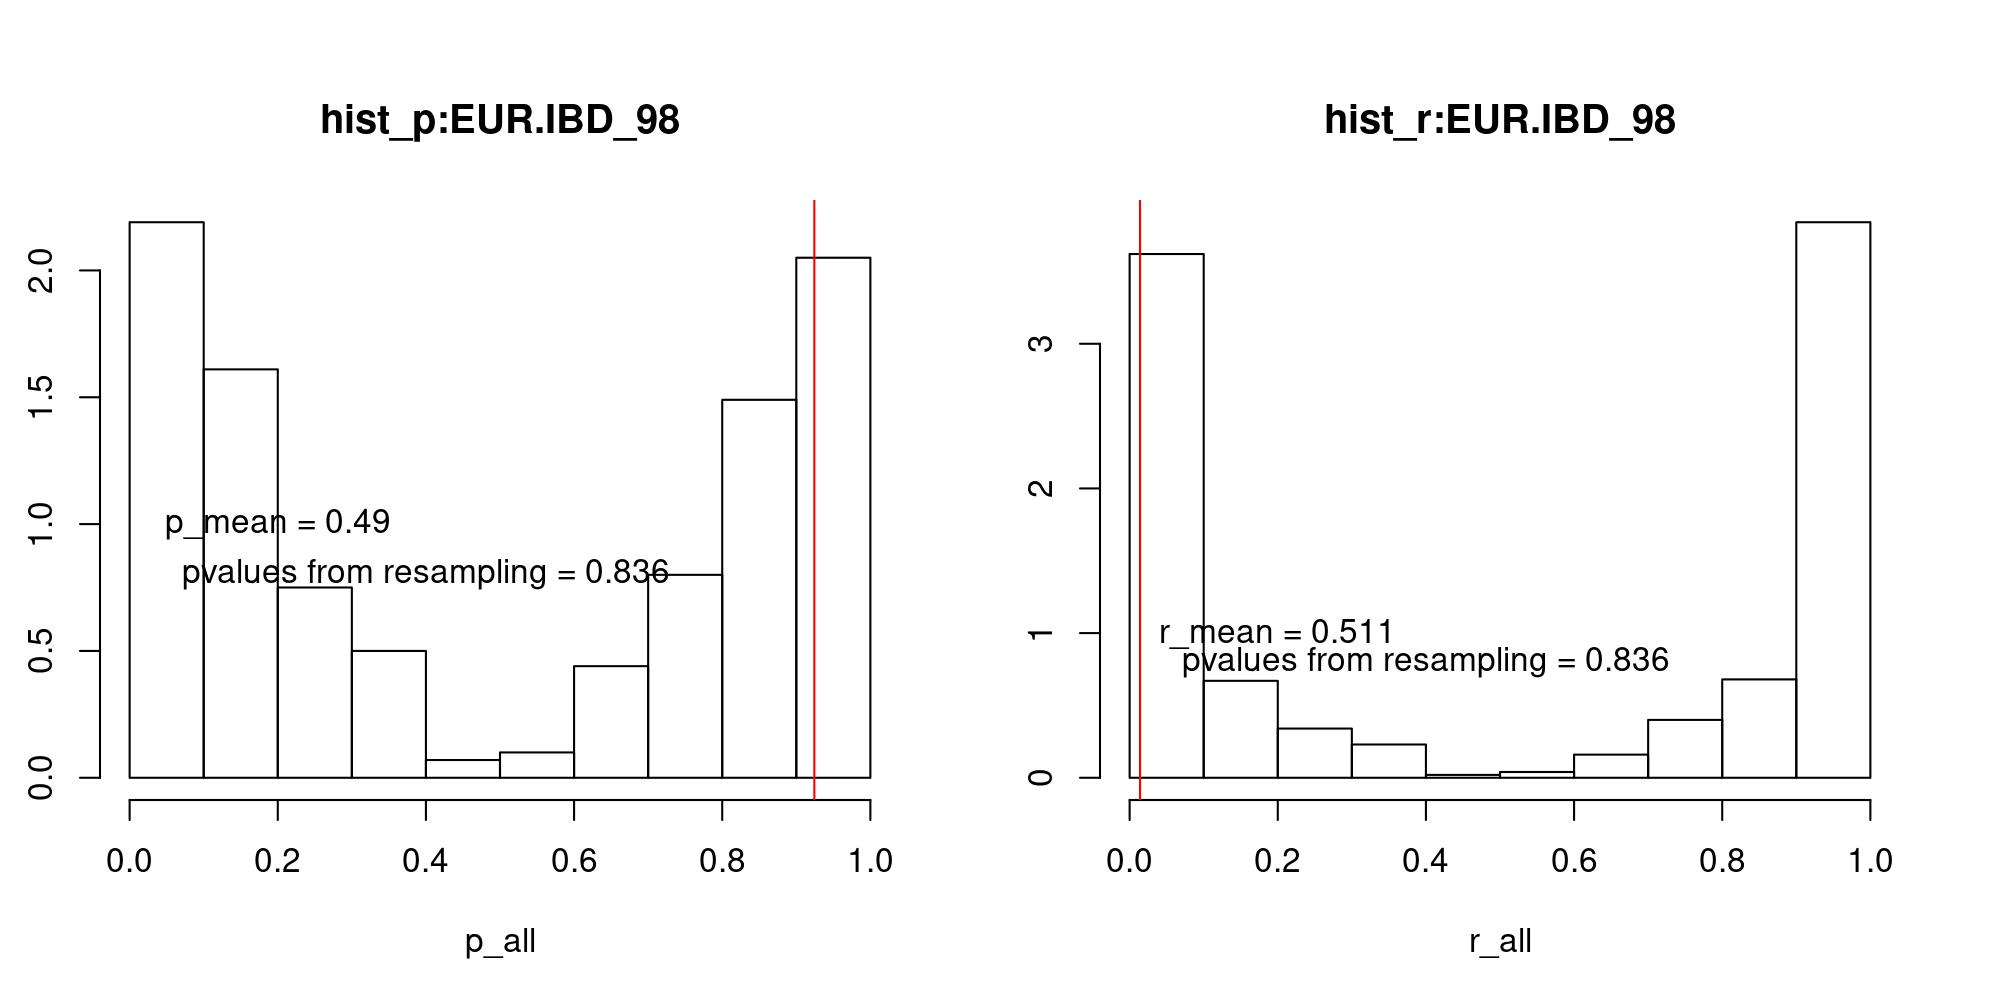 hist_p:EUR.IBD_98
2.0
1.5
1.0
0.5
0.0
p_mean = 0.49
pvalues from resampling = 0.836
0.0 0.2 0.4 0.6 0.8 1.0
p_all
hist_r:EUR.IBD_98
3
2
1
0
r_mean = 0.511
pvalues from resampling = 0.836
0.0 0.2 0.4 0.6 0.8 1.0
r_all